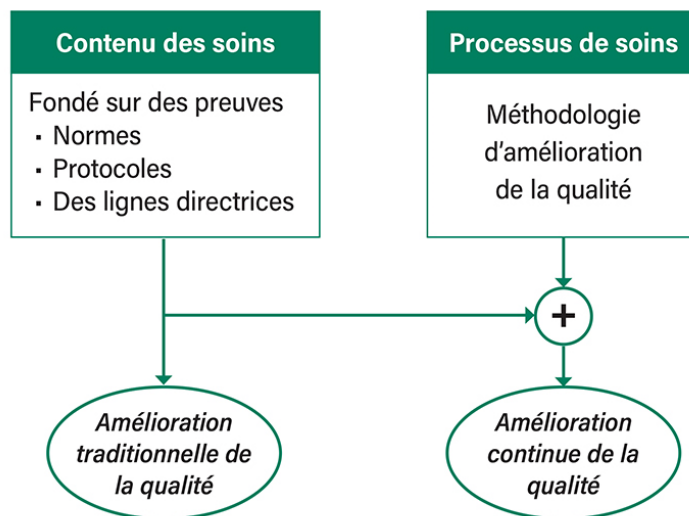 Contenu des soins
Fondé sur des preuves
▪ Normes
▪ Protocoles
▪ Des lignes directrices
Processus de soins
Méthodologie
d'amélioration
de la qualité
+
Amélioration
traditionnelle de
la qualité
Amélioration
continue de la
qualité